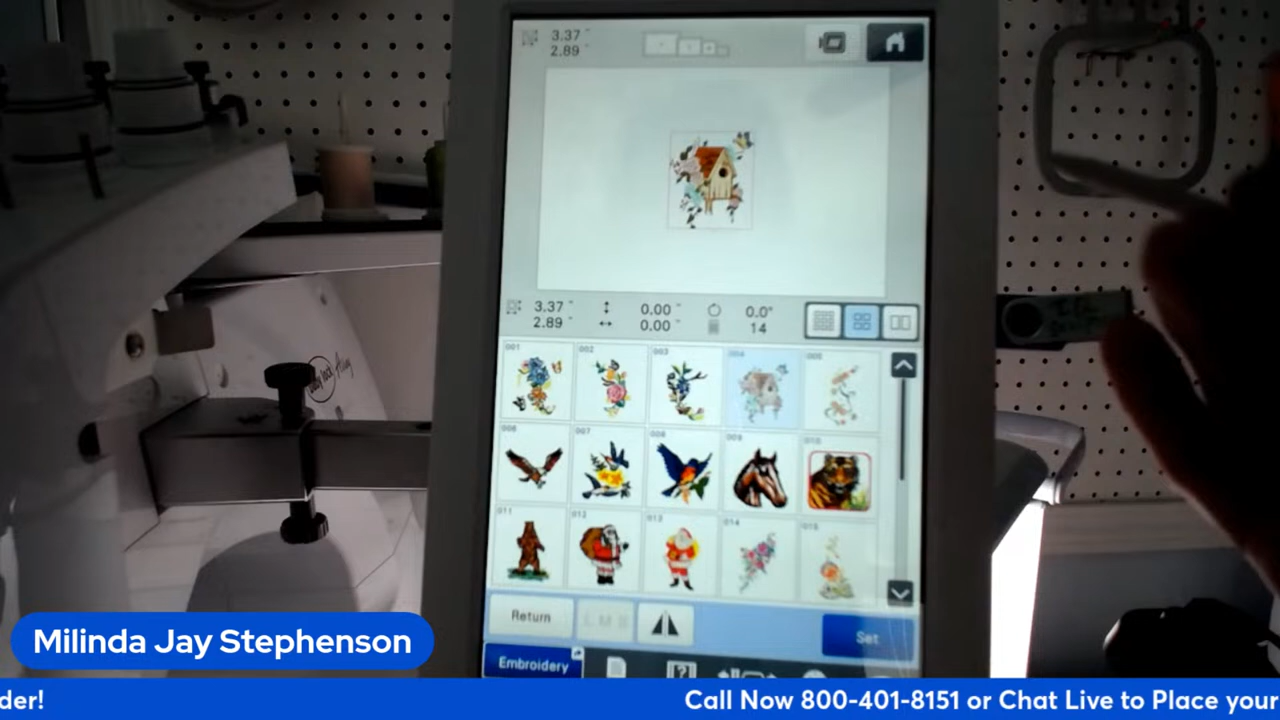 3.37 "
2.89 "
3.37 "
2.89 "
0.00 "
0.00 "
0.0°
14
001
002
003
004
005
006
007
008
009
010
011
012
013
014
015
Return
L M S
Set
Embroidery
baby lock
Milinda Jay Stephenson
der!
Call Now 800-401-8151 or Chat Live to Place your